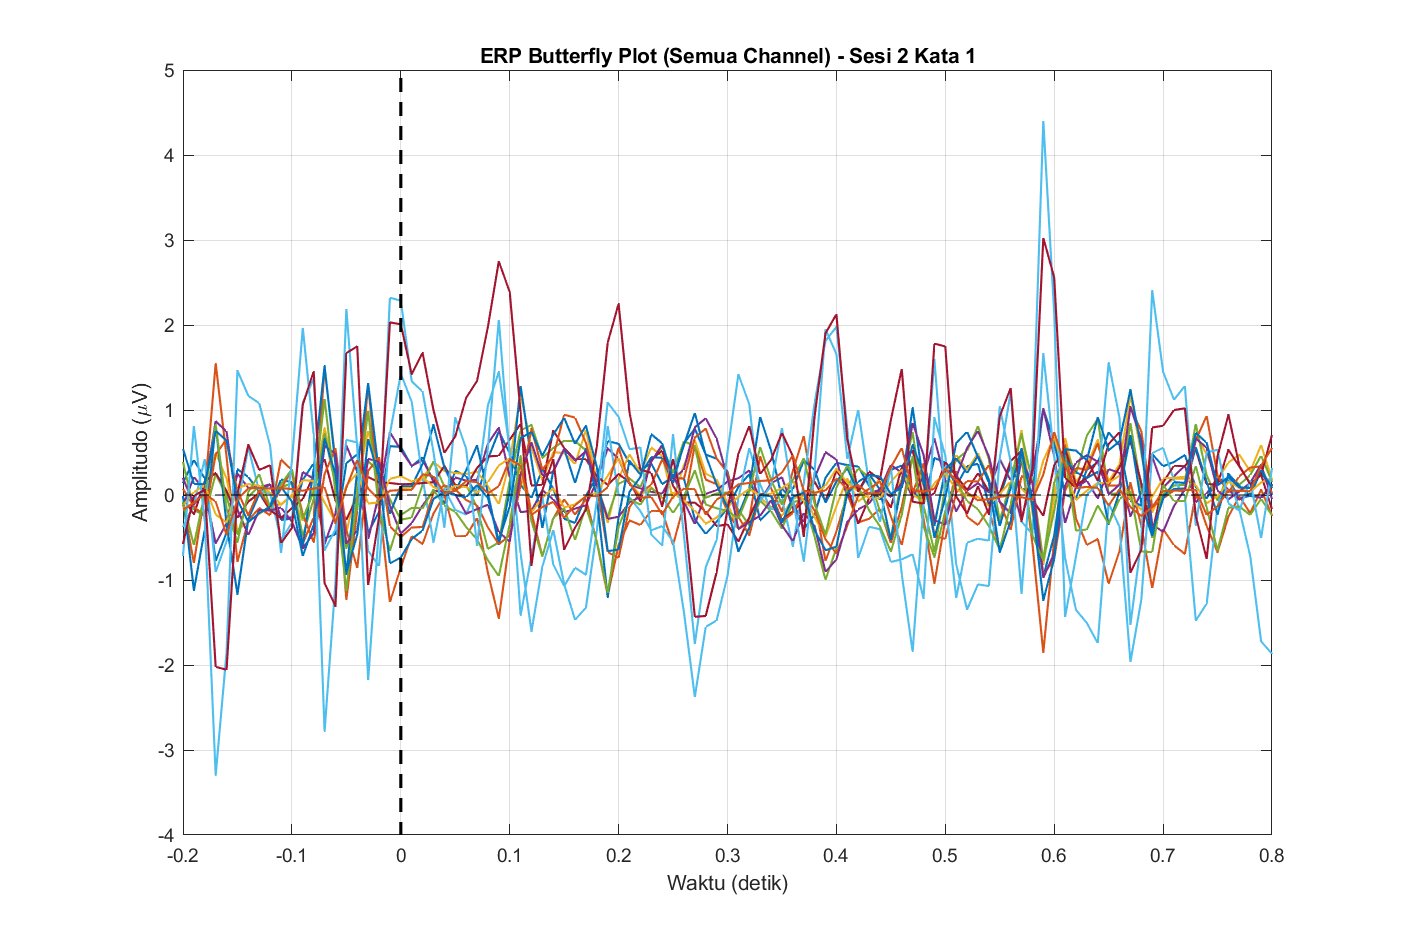 ERP Butterfly Plot (Semua Channel) - Sesi 2 Kata 1
5
4
3
2
1
0
-1
-2
-3
-4
Amplitudo (μV)
-0.2 -0.1 0 0.1 0.2 0.3 0.4 0.5 0.6 0.7 0.8
Waktu (detik)